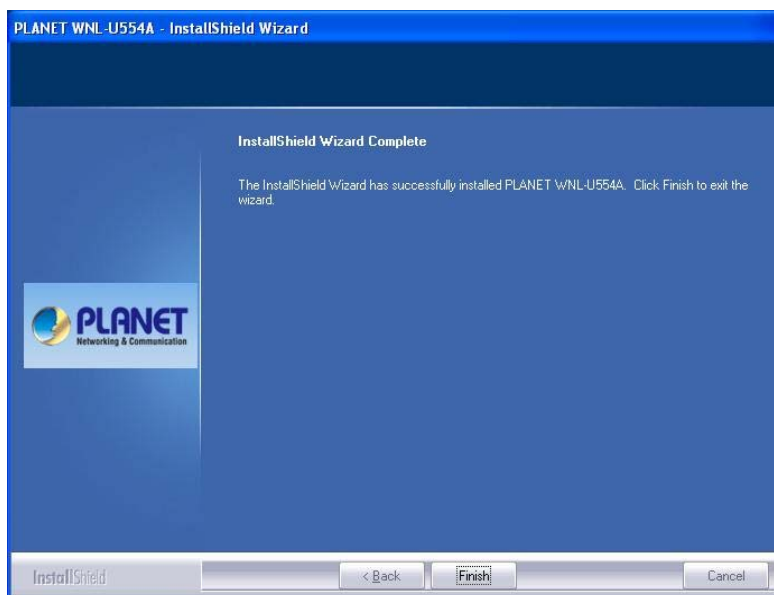 PLANET WNL-U554A - InstallShield Wizard
InstallShield Wizard Complete
The InstallShield Wizard has successfully installed PLANET WNL-U554A. Click Finish to exit the
wizard.
PLANET
Networking & Communication
InstallShield
< Back
Finish
Cancel